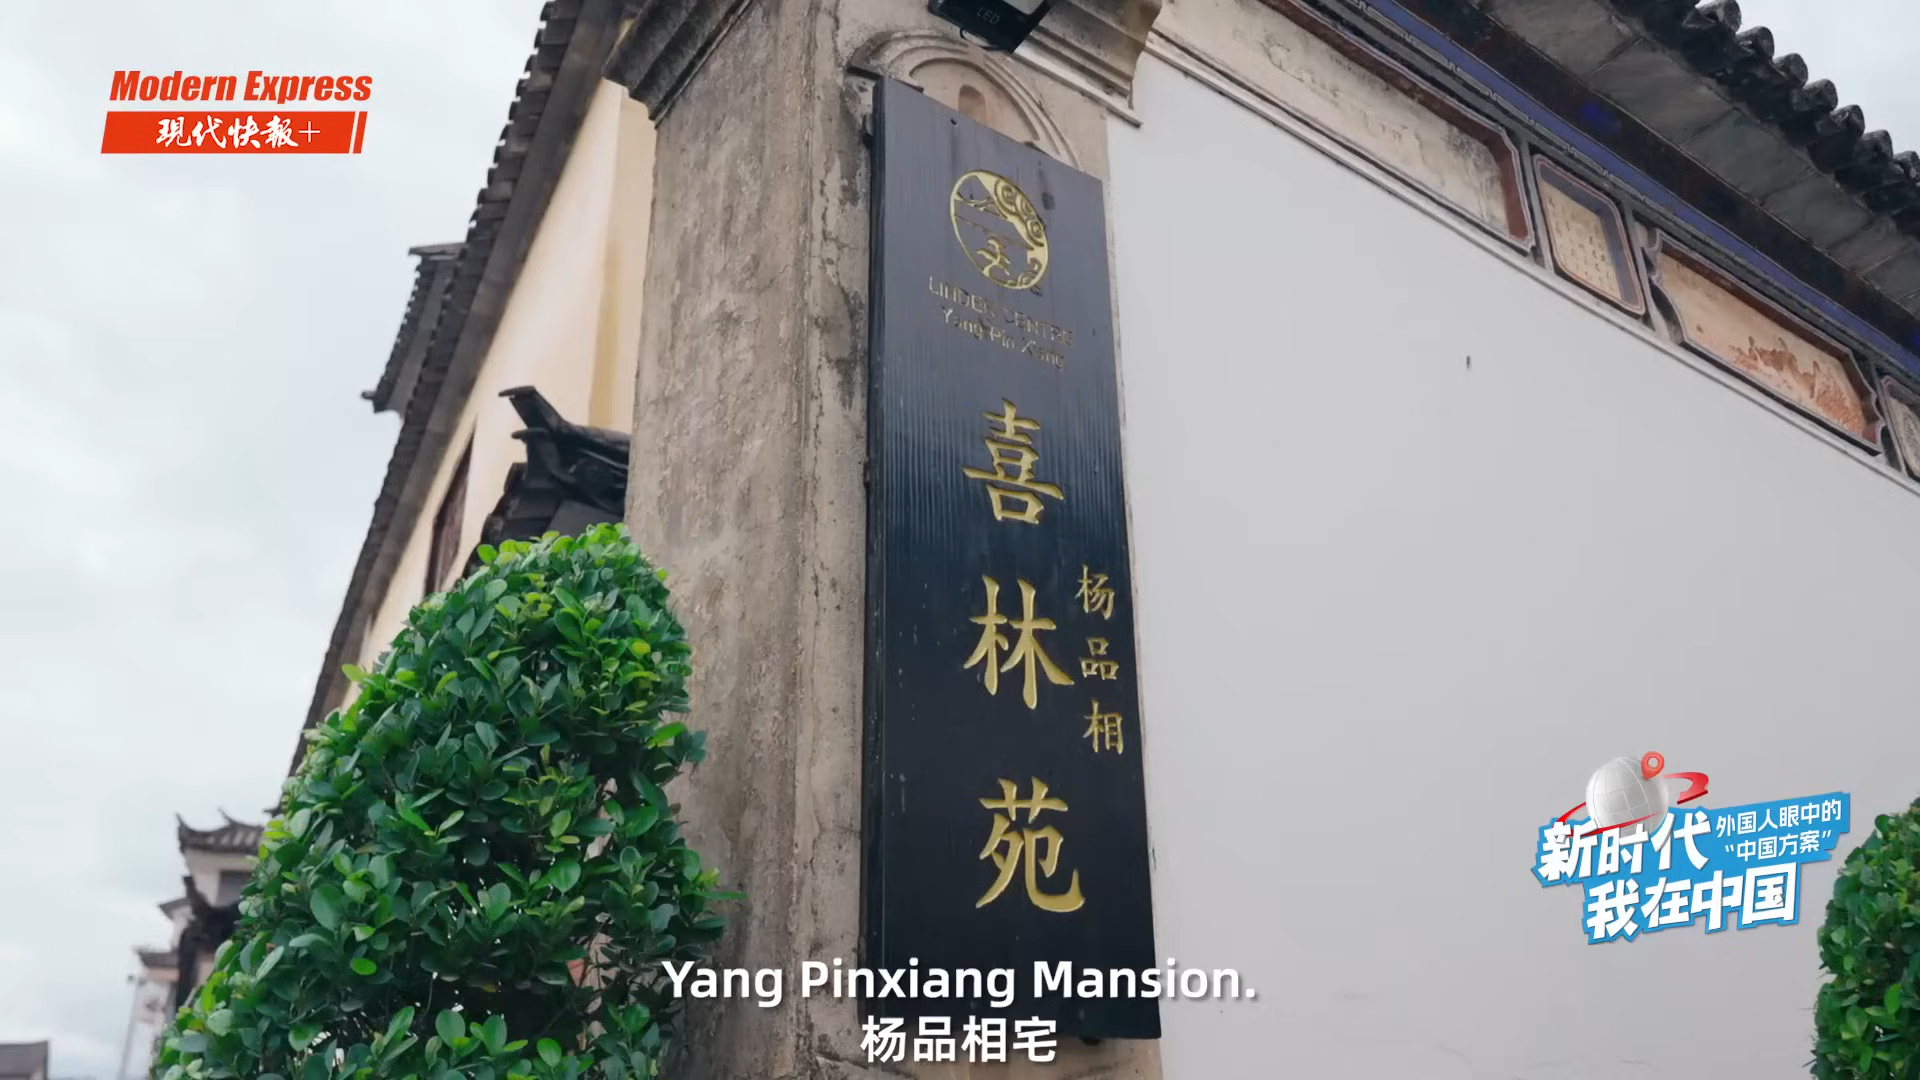 Modern Express
現代快報+
LED
LINDEN CENTRE
Yang Pin Xiang
喜林苑
杨品相
外国人眼中的
“中国方案”
新时代
我在中国
Yang Pinxiang Mansion.
杨品相宅